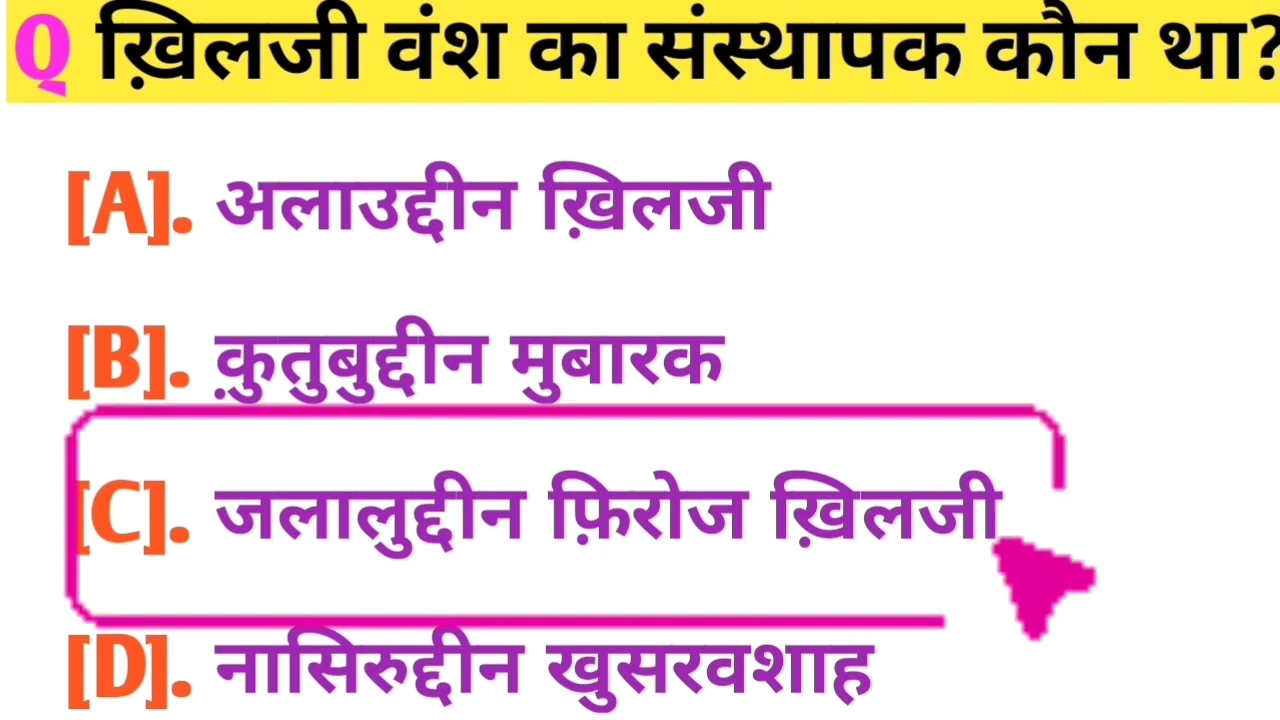 Q ख़िलजी वंश का संस्थापक कौन था?
[A]. अलाउद्दीन ख़िलजी
[B]. क़ुतुबुद्दीन मुबारक
[C]. जलालुद्दीन फ़िरोज ख़िलजी
[D]. नासिरुद्दीन खुसरवशाह